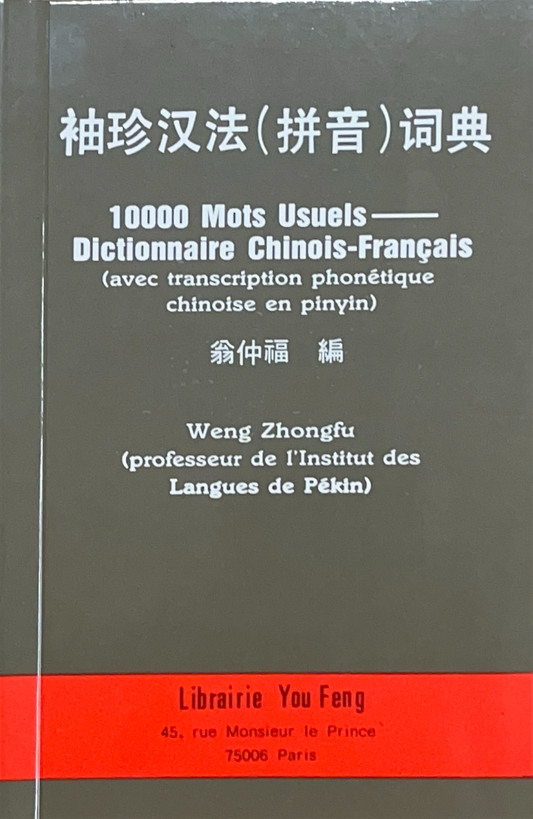 袖珍汉法（拼音）词典
10000 Mots Usuels——
Dictionnaire Chinois-Français
(avec transcription phonétique
chinoise en pinyin)
翁仲福 編
Weng Zhongfu
(professeur de l'Institut des
Langues de Pékin)
Librairie You Feng
45, rue Monsieur le Prince
75006 Paris